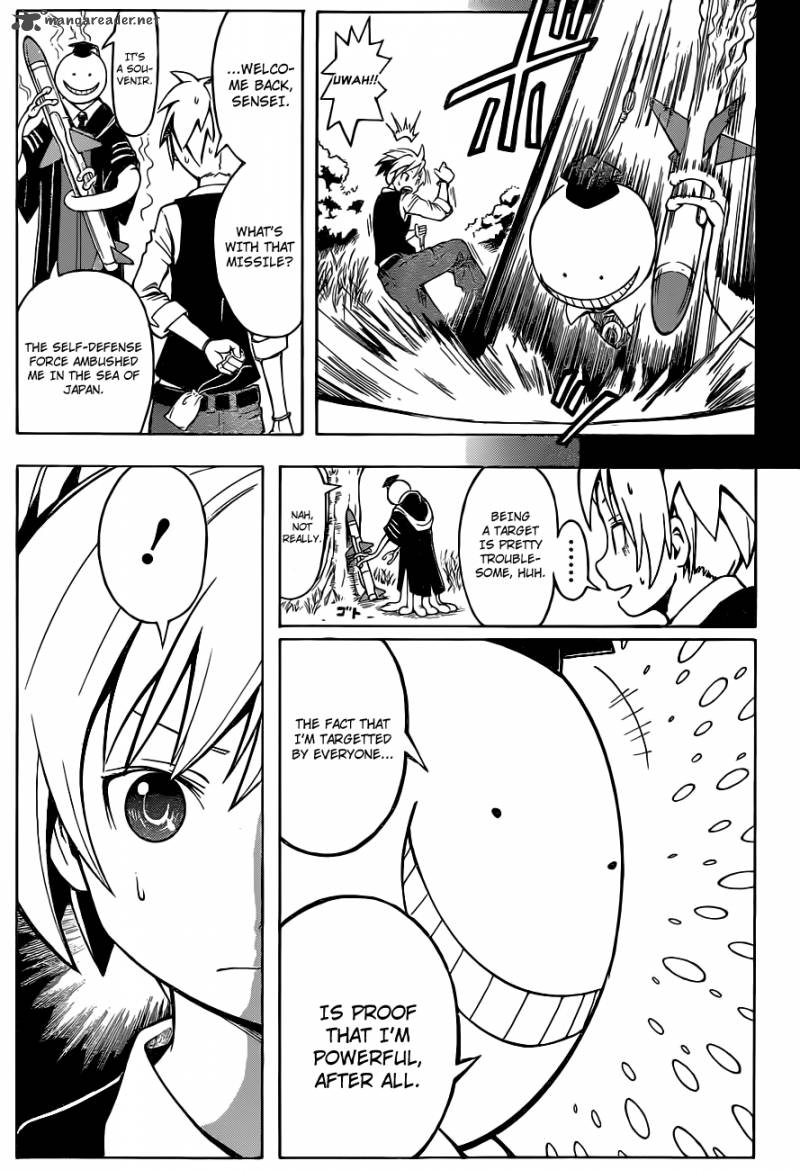 mangareader.net
UWAH!!
...WELCO-
ME BACK,
SENSEI.
IT'S
A SOU-
VENIR.
WHAT'S
WITH THAT
MISSILE?
THE SELF-DEFENSE
FORCE AMBUSHED
ME IN THE SEA OF
JAPAN.
BEING
A TARGET
IS PRETTY
TROUBLE-
SOME, HUH.
NAH,
NOT
REALLY.
ゴト
THE FACT THAT
I'M TARGETTED
BY EVERYONE...
IS PROOF
THAT I'M
POWERFUL,
AFTER ALL.
!